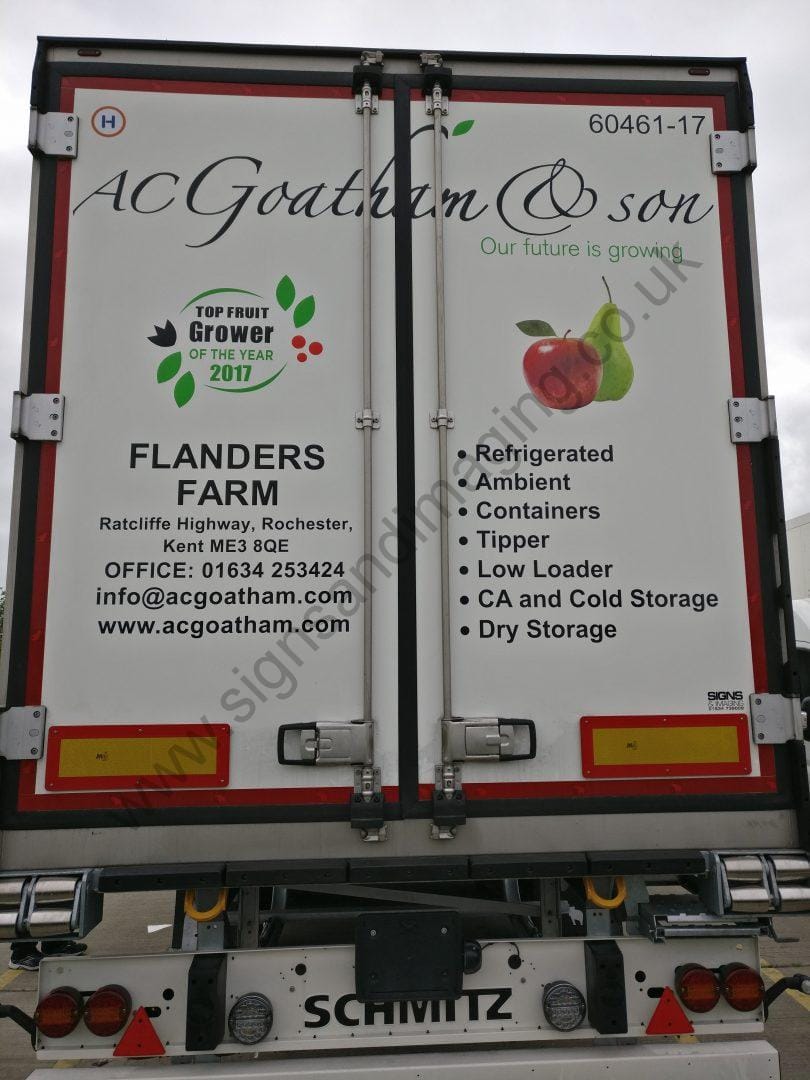 H
60461-17
AC Goatham & son
Our future is growing
TOP FRUIT
Grower
OF THE YEAR
2017
FLANDERS
FARM
Ratcliffe Highway, Rochester,
Kent ME3 8QE
OFFICE: 01634 253424
info@acgoatham.com
www.acgoatham.com
• Refrigerated
• Ambient
• Containers
• Tipper
• Low Loader
• CA and Cold Storage
• Dry Storage
SIGNS
& IMAGING
SCHMITZ
www.signsandimaging.co.uk